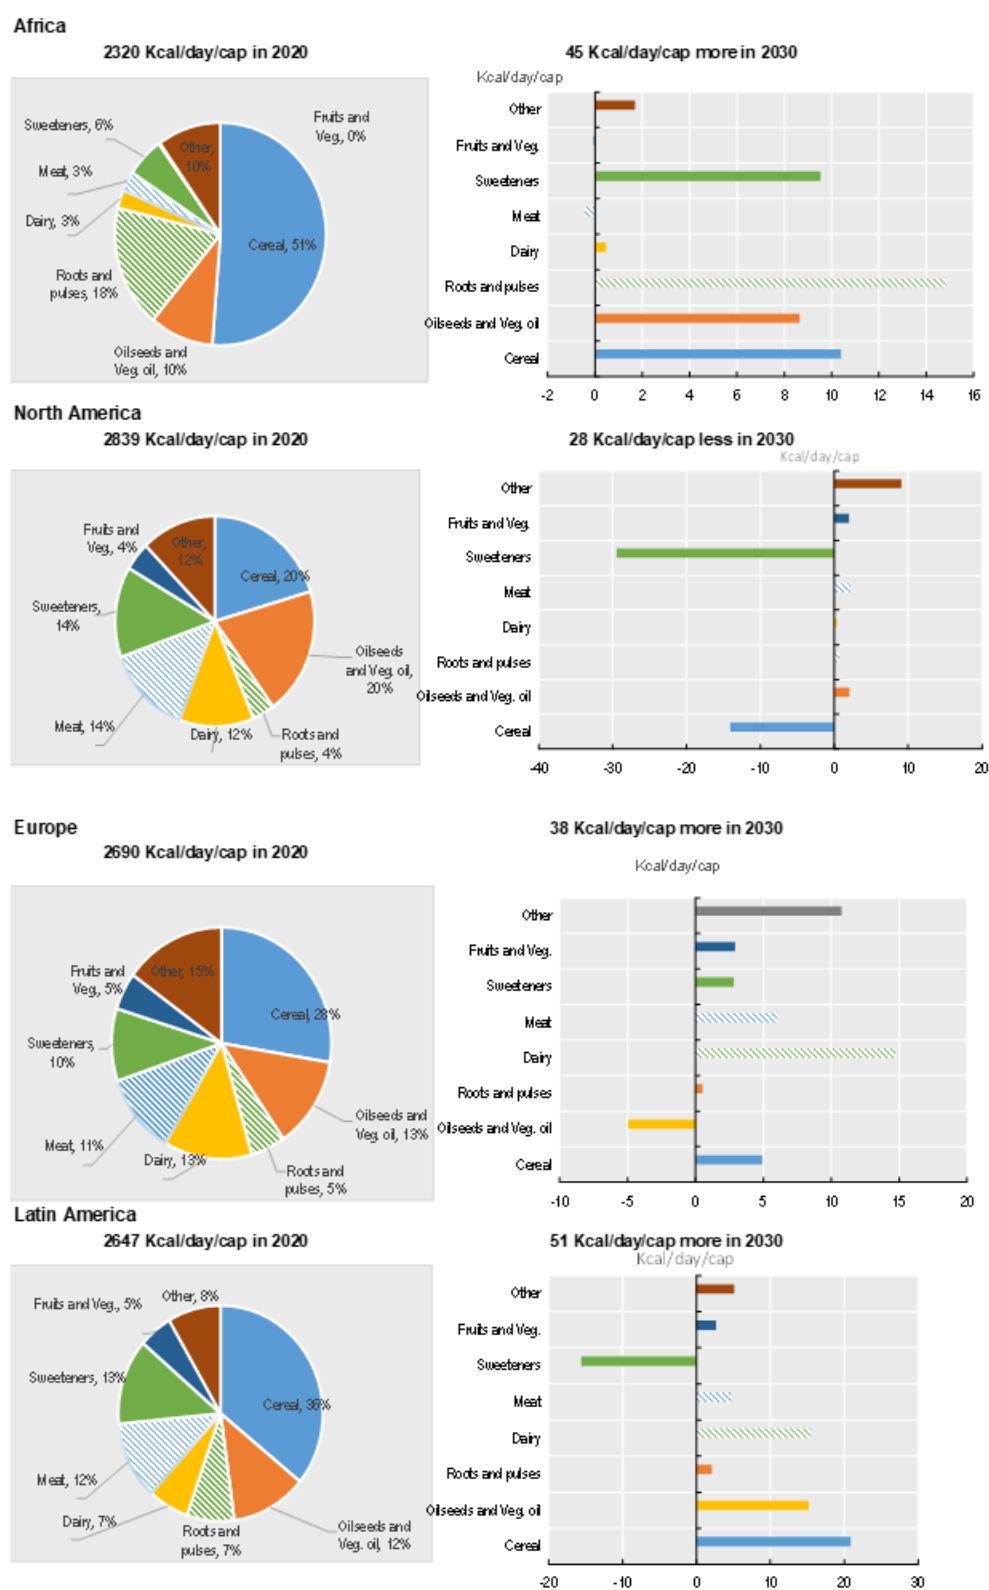 Africa
2320 Kcal/day/cap in 2020
45 Kcal/day/cap more in 2030
Kcal/day/cap
Fruits and
Veg, 0%
Sweeteners, 6%
Other,
10%
Meat, 3%
Dairy, 3%
Cereal, 51%
Roots and
pulses, 18%
Oilseeds and
Veg. oil, 10%
Other
Fruits and Veg.
Sweeteners
Meat
Dairy
Roots and pulses
Oilseeds and Veg. oil
Cereal
-2 0 2 4 6 8 10 12 14 16
North America
2839 Kcal/day/cap in 2020
28 Kcal/day/cap less in 2030
Kcal/day/cap
Fruits and
Veg, 4%
Other,
12%
Cereal, 20%
Sweeteners,
14%
Oilseeds
and Veg. oil,
20%
Meat, 14%
Dairy, 12%
Roots and
pulses, 4%
Other
Fruits and Veg.
Sweeteners
Meat
Dairy
Roots and pulses
Oilseeds and Veg. oil
Cereal
-40 -30 -20 -10 0 10 20
Europe
2690 Kcal/day/cap in 2020
38 Kcal/day/cap more in 2030
Kcal/day/cap
Fruits and
Veg, 5%
Other, 15%
Cereal, 28%
Sweeteners,
10%
Oilseeds and
Veg. oil, 13%
Meat, 11%
Dairy, 13%
Roots and
pulses, 5%
Other
Fruits and Veg.
Sweeteners
Meat
Dairy
Roots and pulses
Oilseeds and Veg. oil
Cereal
-10 -5 0 5 10 15 20
Latin America
2647 Kcal/day/cap in 2020
51 Kcal/day/cap more in 2030
Kcal/day/cap
Fruits and Veg., 5%
Other, 8%
Sweeteners, 13%
Cereal, 36%
Meat, 12%
Dairy, 7%
Roots and
pulses, 7%
Oilseeds and
Veg. oil, 12%
Other
Fruits and Veg.
Sweeteners
Meat
Dairy
Roots and pulses
Oilseeds and Veg. oil
Cereal
-20 -10 0 10 20 30